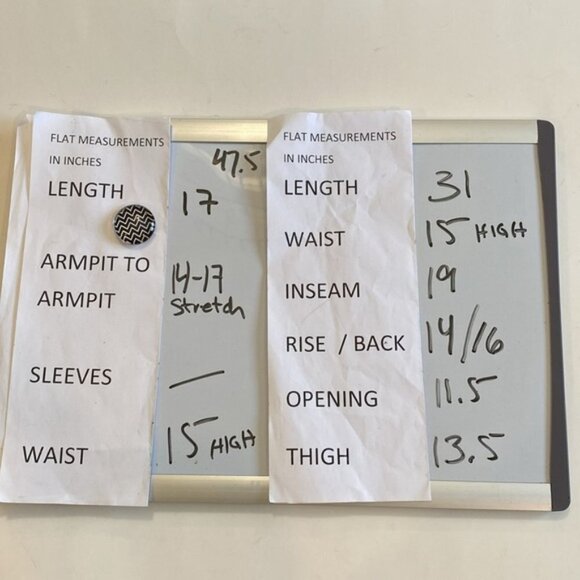 FLAT MEASUREMENTS
IN INCHES
47.5
LENGTH 17
ARMPIT TO
ARMPIT 14-17
Stretch
SLEEVES —
WAIST 15 HIGH
FLAT MEASUREMENTS
IN INCHES
LENGTH 31
WAIST 15 HIGH
INSEAM 19
RISE / BACK 14/16
OPENING 11.5
THIGH 13.5